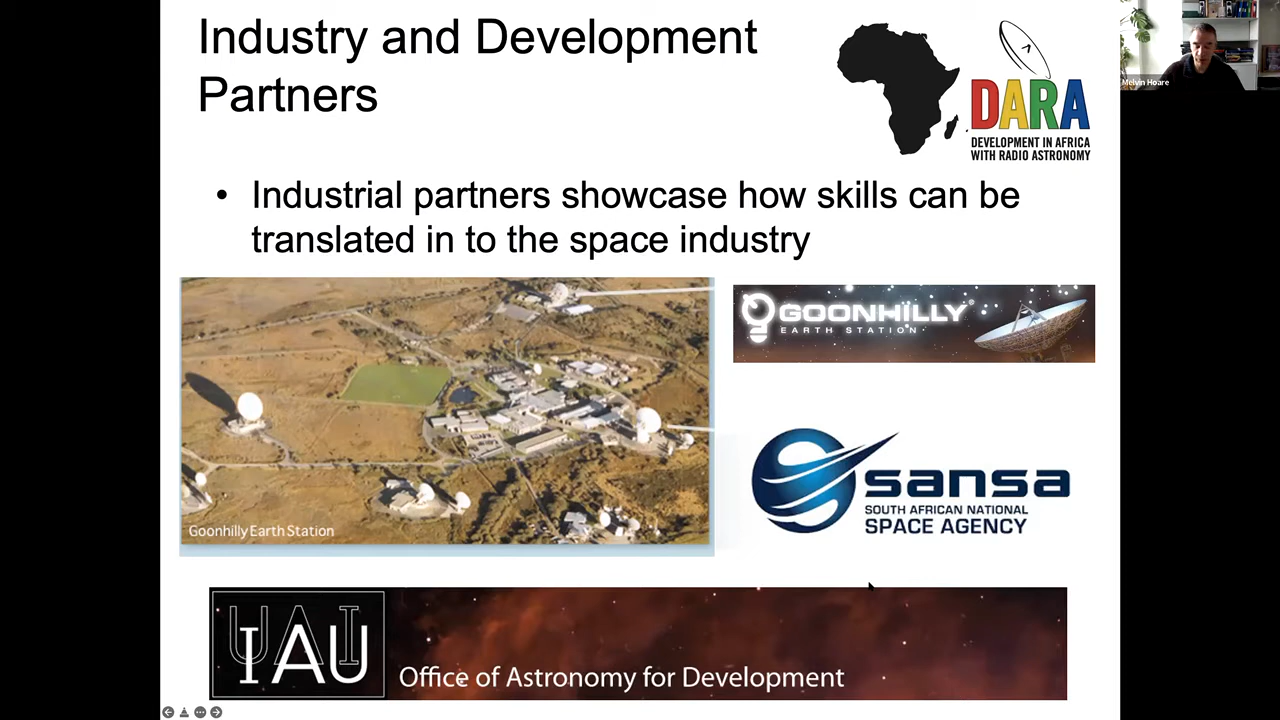 Industry and Development
Partners
DARA
DEVELOPMENT IN AFRICA
WITH RADIO ASTRONOMY
Melvin Hoare
• Industrial partners showcase how skills can be
translated in to the space industry
GOONHILLY®
EARTH STATION
Goonhilly Earth Station
sansa
SOUTH AFRICAN NATIONAL
SPACE AGENCY
UAI
IAU
Office of Astronomy for Development